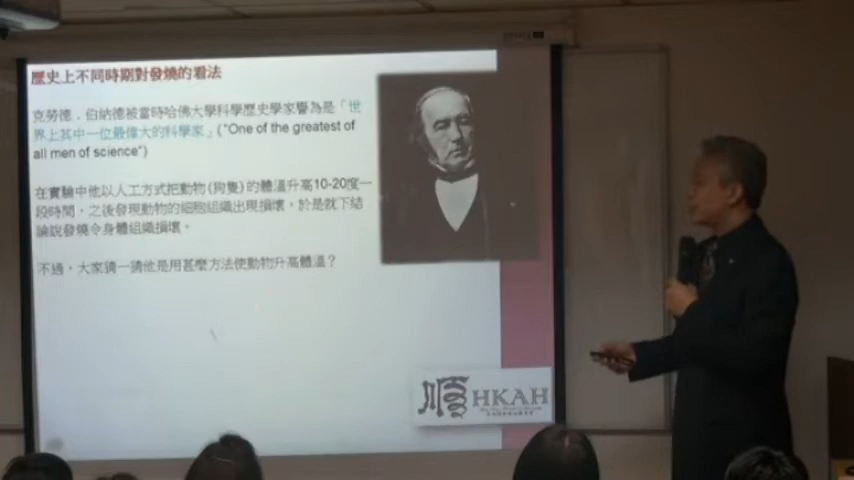 歷史上不同時期對發燒的看法
克勞德．伯納德被當時哈佛大學科學歷史學家譽為是「世
界上其中一位最偉大的科學家」("One of the greatest of
all men of science")
在實驗中他以人工方式把動物(狗隻)的體溫升高10-20度一
段時間，之後發現動物的細胞組織出現損壞，於是就下結
論說發燒令身體組織損壞。
不過，大家猜一猜他是用甚麼方法使動物升高體溫？
HKAH